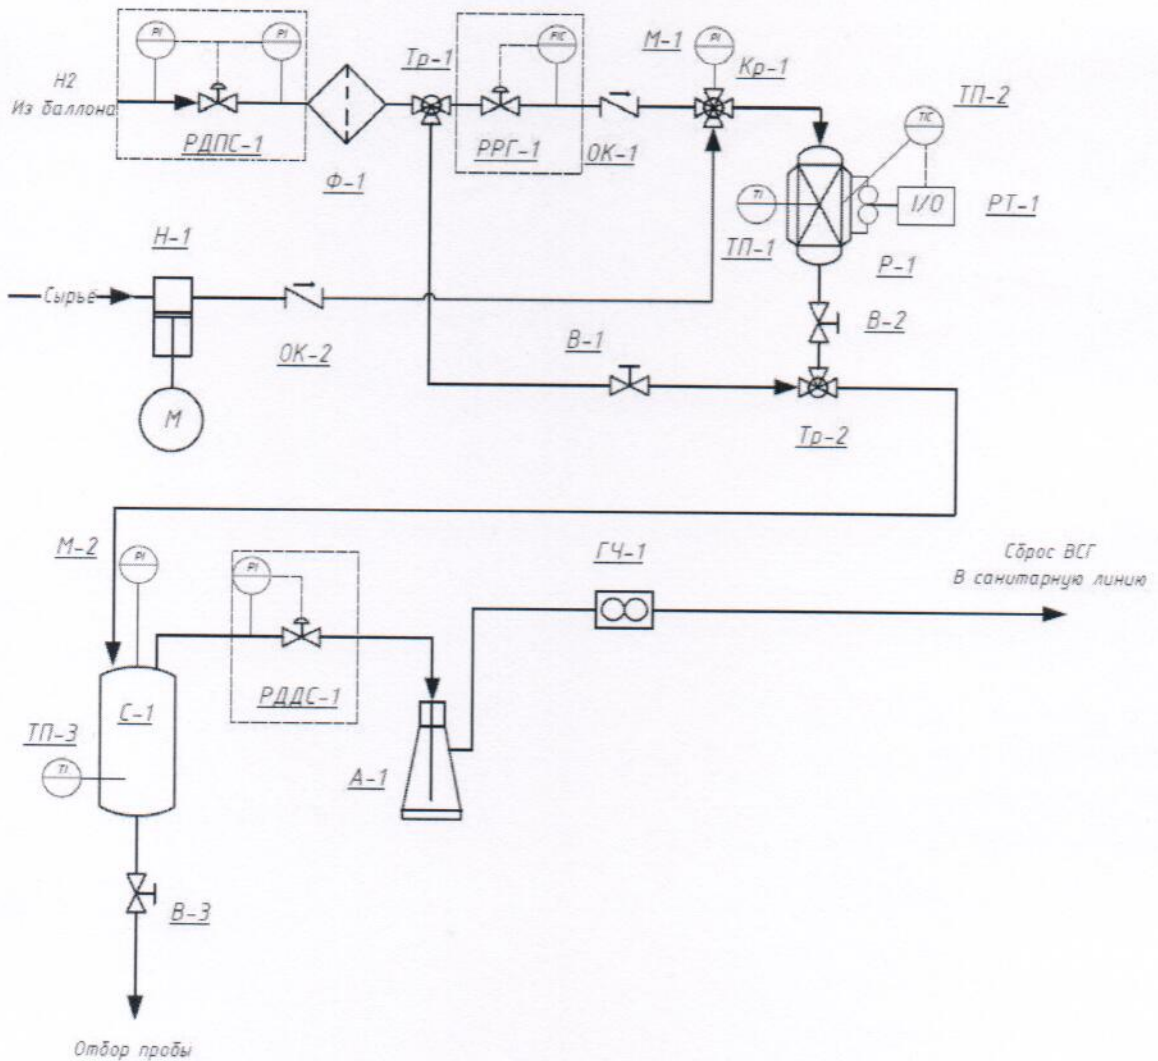 PI
PI
H2
Из баллона
РДПС-1
Ф-1
Тр-1
FIC
РРГ-1
ОК-1
М-1
PI
Кр-1
ТП-2
TIC
TI
ТП-1
I/O
РТ-1
Р-1
Н-1
Сырьё
ОК-2
М
В-1
В-2
Тр-2
М-2
PI
PI
РДДС-1
ГЧ-1
Сброс ВСГ
В санитарную линию
С-1
ТП-3
TI
А-1
В-3
Отбор пробы